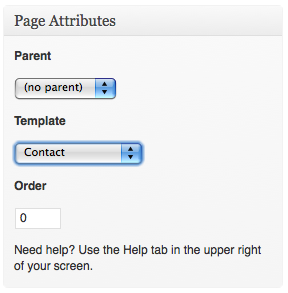 Page Attributes
Parent
(no parent)
Template
Contact
Order
0
Need help? Use the Help tab in the upper right
of your screen.